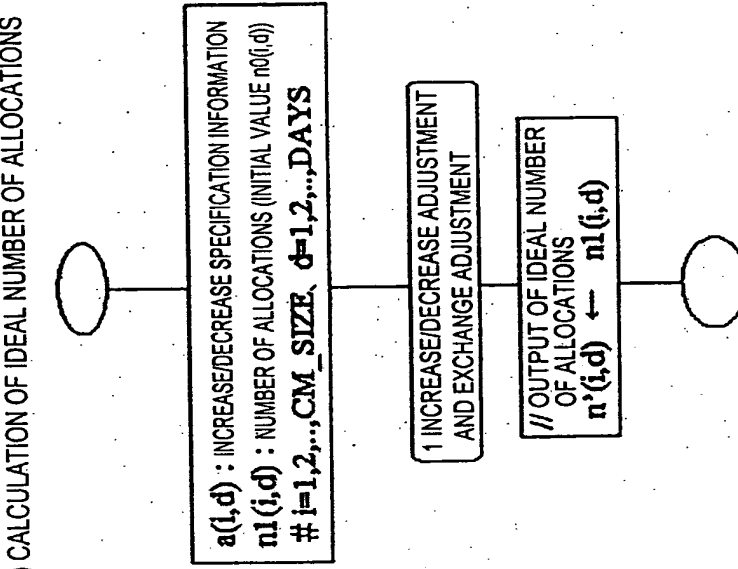 ) CALCULATION OF IDEAL NUMBER OF ALLOCATIONS
a(i,d) : INCREASE/DECREASE SPECIFICATION INFORMATION
n1(i,d) : NUMBER OF ALLOCATIONS (INITIAL VALUE n0(i,d))
# i=1,2,..,CM_SIZE、d=1,2,..,DAYS
1 INCREASE/DECREASE ADJUSTMENT
AND EXCHANGE ADJUSTMENT
// OUTPUT OF IDEAL NUMBER
OF ALLOCATIONS
n'(i,d) ← n1(i,d)